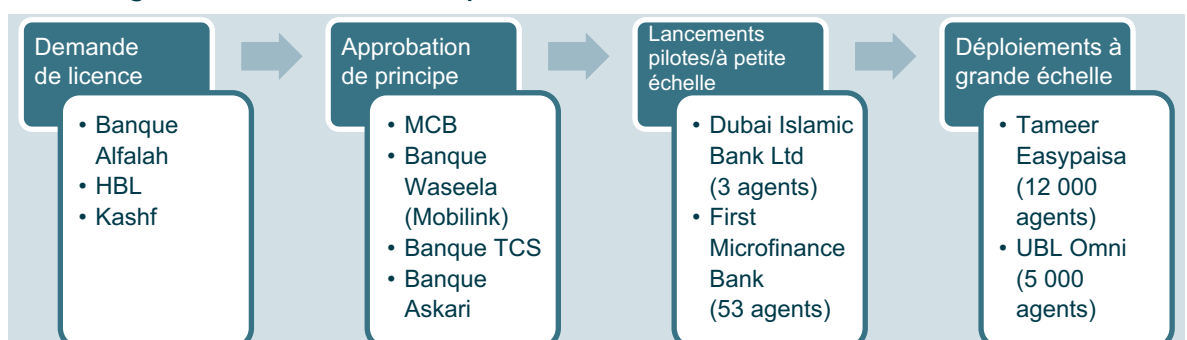 Demande
de licence
• Banque
Alfalah
• HBL
• Kashf
Approbation
de principe
• MCB
• Banque
Waseela
(Mobilink)
• Banque TCS
• Banque
Askari
Lancements
pilotes/à petite
échelle
• Dubai Islamic
Bank Ltd
(3 agents)
• First
Microfinance
Bank
(53 agents)
Déploiements à
grande échelle
• Tameer
Easypaisa
(12 000
agents)
• UBL Omni
(5 000
agents)